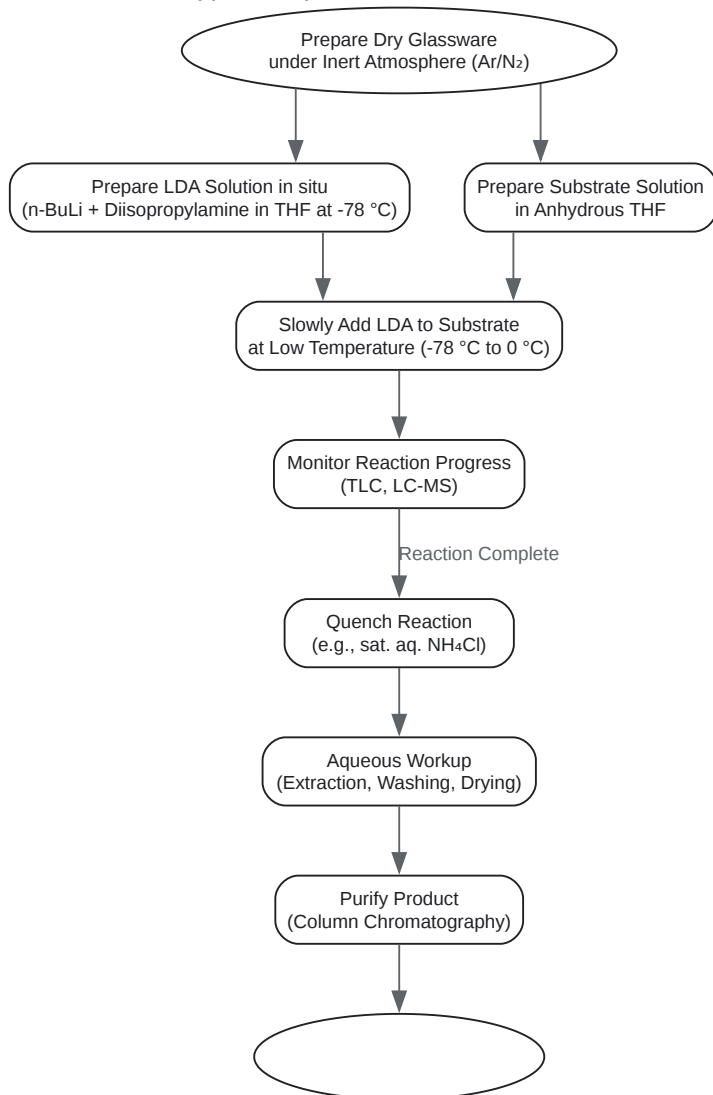 Prepare Dry Glassware
under Inert Atmosphere (Ar/N₂)
Prepare LDA Solution in situ
(n-BuLi + Diisopropylamine in THF at -78 °C)
Prepare Substrate Solution
in Anhydrous THF
Slowly Add LDA to Substrate
at Low Temperature (-78 °C to 0 °C)
Monitor Reaction Progress
(TLC, LC-MS)
Reaction Complete
Quench Reaction
(e.g., sat. aq. NH₄Cl)
Aqueous Workup
(Extraction, Washing, Drying)
Purify Product
(Column Chromatography)